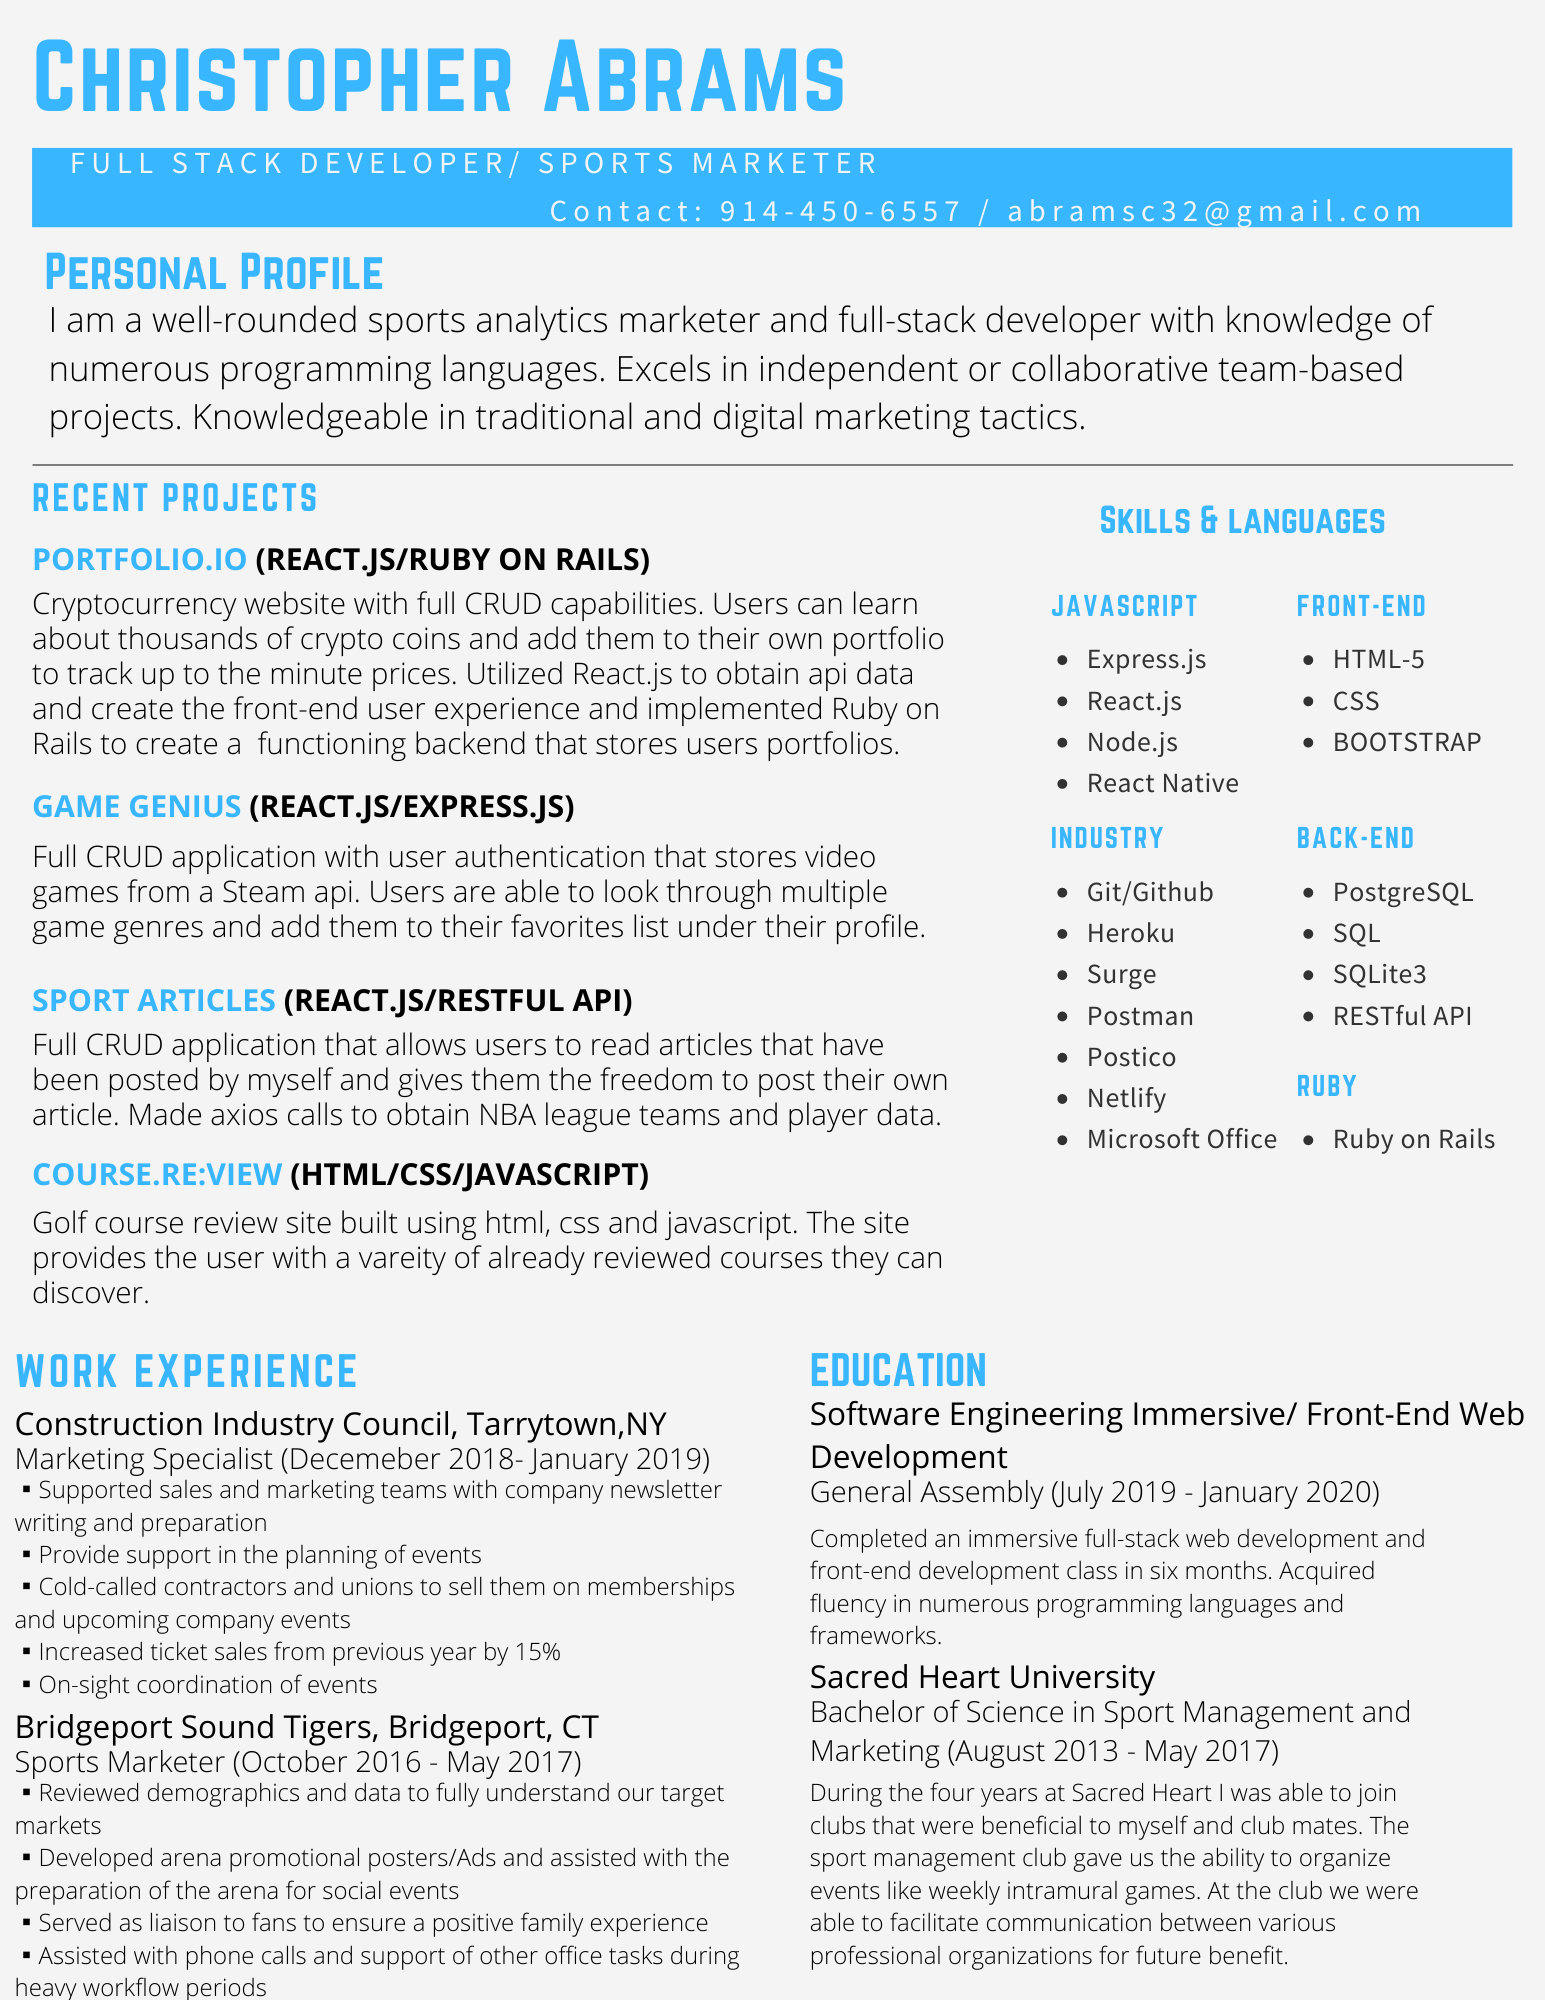 Christopher Abrams
FULL STACK DEVELOPER/ SPORTS MARKETER
Contact: 914-450-6557 / abramsc32@gmail.com
Personal Profile
I am a well-rounded sports analytics marketer and full-stack developer with knowledge of
numerous programming languages. Excels in independent or collaborative team-based
projects. Knowledgeable in traditional and digital marketing tactics.
RECENT PROJECTS
PORTFOLIO.IO (REACT.JS/RUBY ON RAILS)
Cryptocurrency website with full CRUD capabilities. Users can learn
about thousands of crypto coins and add them to their own portfolio
to track up to the minute prices. Utilized React.js to obtain api data
and create the front-end user experience and implemented Ruby on
Rails to create a  functioning backend that stores users portfolios.
GAME GENIUS (REACT.JS/EXPRESS.JS)
Full CRUD application with user authentication that stores video
games from a Steam api. Users are able to look through multiple
game genres and add them to their favorites list under their profile.
SPORT ARTICLES (REACT.JS/RESTFUL API)
Full CRUD application that allows users to read articles that have
been posted by myself and gives them the freedom to post their own
article. Made axios calls to obtain NBA league teams and player data.
COURSE.RE:VIEW (HTML/CSS/JAVASCRIPT)
Golf course review site built using html, css and javascript. The site
provides the user with a vareity of already reviewed courses they can
discover.
Skills & languages
JAVASCRIPT
• Express.js
• React.js
• Node.js
• React Native
FRONT-END
• HTML-5
• CSS
• BOOTSTRAP
INDUSTRY
• Git/Github
• Heroku
• Surge
• Postman
• Postico
• Netlify
• Microsoft Office
BACK-END
• PostgreSQL
• SQL
• SQLite3
• RESTful API
RUBY
• Ruby on Rails
WORK EXPERIENCE
Construction Industry Council, Tarrytown,NY
Marketing Specialist (Decemeber 2018- January 2019)
▪ Supported sales and marketing teams with company newsletter
writing and preparation
▪ Provide support in the planning of events
▪ Cold-called contractors and unions to sell them on memberships
and upcoming company events
▪ Increased ticket sales from previous year by 15%
▪ On-sight coordination of events
Bridgeport Sound Tigers, Bridgeport, CT
Sports Marketer (October 2016 - May 2017)
▪ Reviewed demographics and data to fully understand our target
markets
▪ Developed arena promotional posters/Ads and assisted with the
preparation of the arena for social events
▪ Served as liaison to fans to ensure a positive family experience
▪ Assisted with phone calls and support of other office tasks during
heavy workflow periods
EDUCATION
Software Engineering Immersive/ Front-End Web
Development
General Assembly (July 2019 - January 2020)
Completed an immersive full-stack web development and
front-end development class in six months. Acquired
fluency in numerous programming languages and
frameworks.
Sacred Heart University
Bachelor of Science in Sport Management and
Marketing (August 2013 - May 2017)
During the four years at Sacred Heart I was able to join
clubs that were beneficial to myself and club mates. The
sport management club gave us the ability to organize
events like weekly intramural games. At the club we were
able to facilitate communication between various
professional organizations for future benefit.